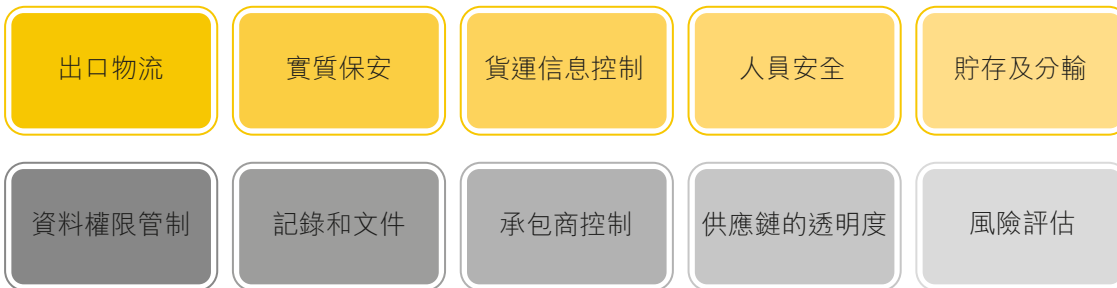 出口物流
實質保安
貨運信息控制
人員安全
貯存及分輸
資料權限管制
記錄和文件
承包商控制
供應鏈的透明度
風險評估